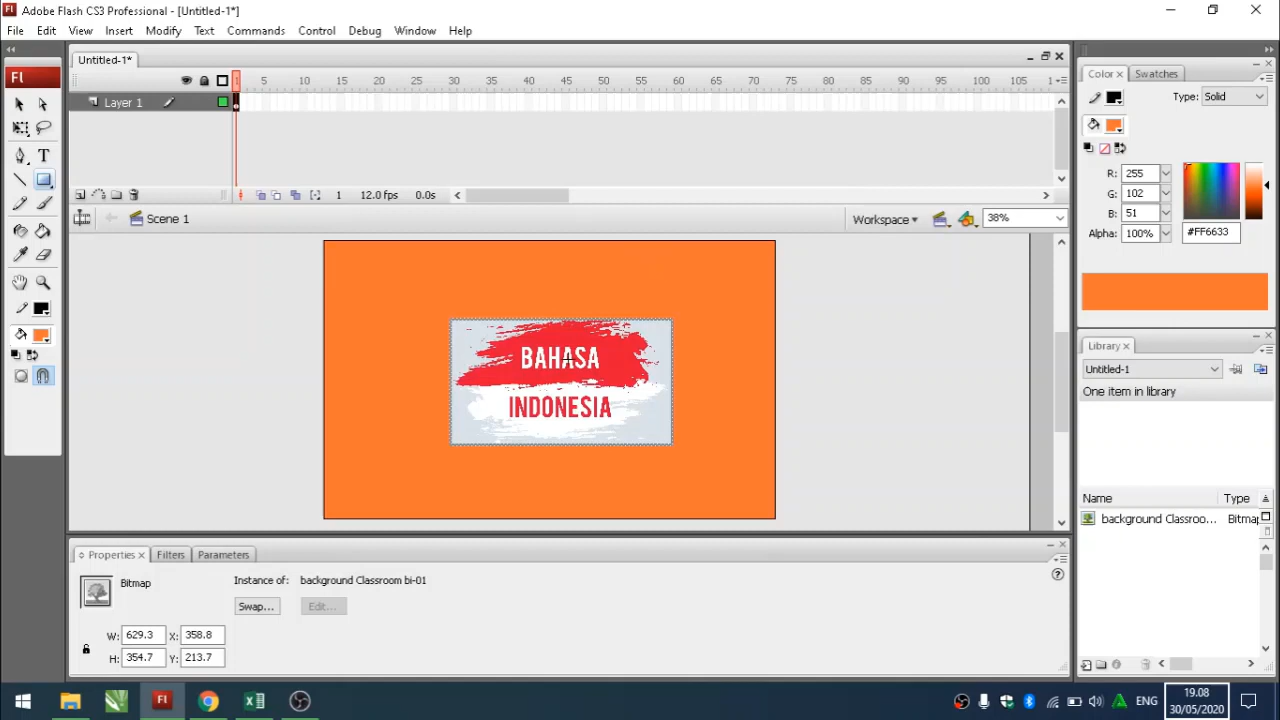 Adobe Flash CS3 Professional - [Untitled-1*]
File Edit View Insert Modify Text Commands Control Debug Window Help
Untitled-1*
1 5 10 15 20 25 30 35 40 45 50 55 60 65 70 75 80 85 90 95 100 105 1
Layer 1
1 12.0 fps 0.0s
Scene 1
Workspace 38%
BAHASA
INDONESIA
Fl
T
Color Swatches
Type: Solid
R: 255
G: 102
B: 51
Alpha: 100% #FF6633
Library
Untitled-1
One item in library
Name Type
background Classroo... Bitmap
Properties Filters Parameters
Bitmap Instance of: background Classroom bi-01
Swap... Edit...
W: 629.3 X: 358.8
H: 354.7 Y: 213.7
ENG
19.08
30/05/2020